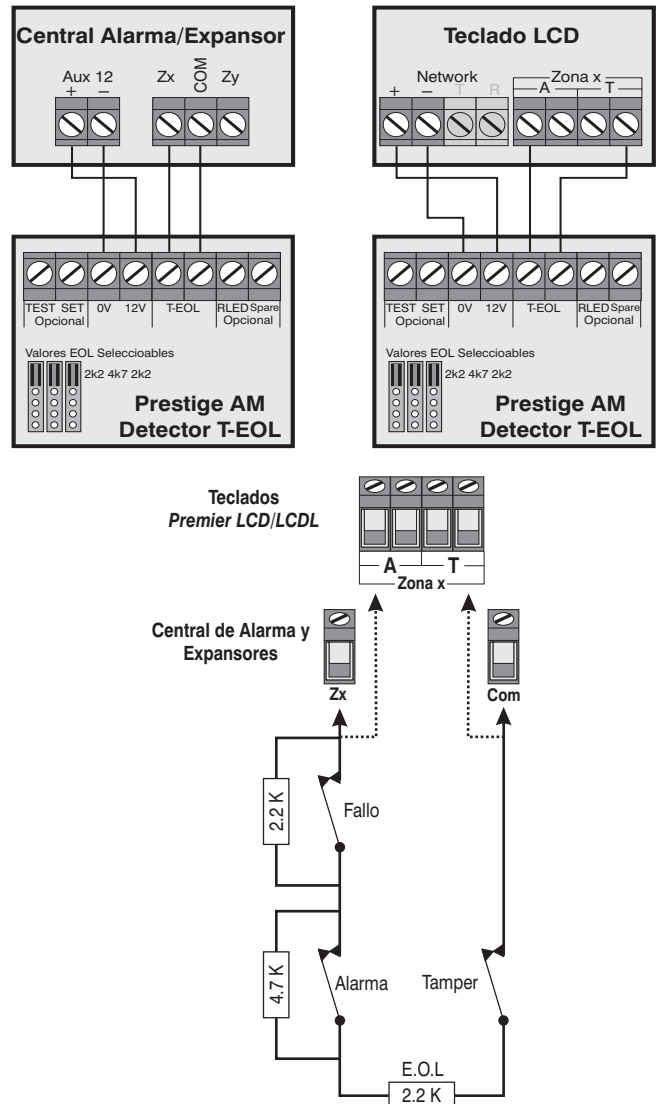 Central Alarma/Expansor
Aux 12
+ −
Zx COM Zy
TEST SET 0V 12V T-EOL RLED Spare
Opcional Opcional
Valores EOL Seleccioables
2k2 4k7 2k2
Prestige AM
Detector T-EOL
Teclado LCD
Network Zona x
+ − T R A T
TEST SET 0V 12V T-EOL RLED Spare
Opcional Opcional
Valores EOL Seleccioables
2k2 4k7 2k2
Prestige AM
Detector T-EOL
Teclados
Premier LCD/LCDL
A T
Zona x
Central de Alarma y
Expansores
Zx Com
2.2 K
Fallo
4.7 K
Alarma Tamper
E.O.L
2.2 K